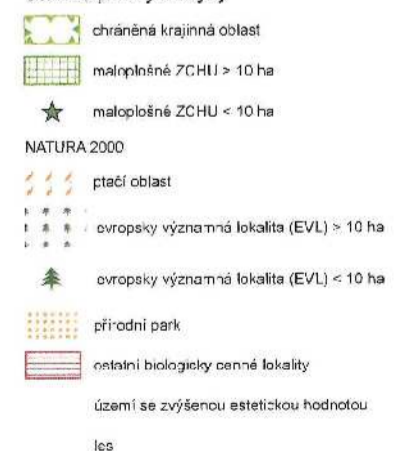 chráněná krajinná oblast
maloplošné ZCHU > 10 ha
maloplošné ZCHU < 10 ha
NATURA 2000
ptačí oblast
evropsky významná lokalita (EVL) > 10 ha
evropsky významná lokalita (EVL) < 10 ha
přírodní park
ostatní biologicky cenné lokality
území se zvýšenou estetickou hodnotou
les